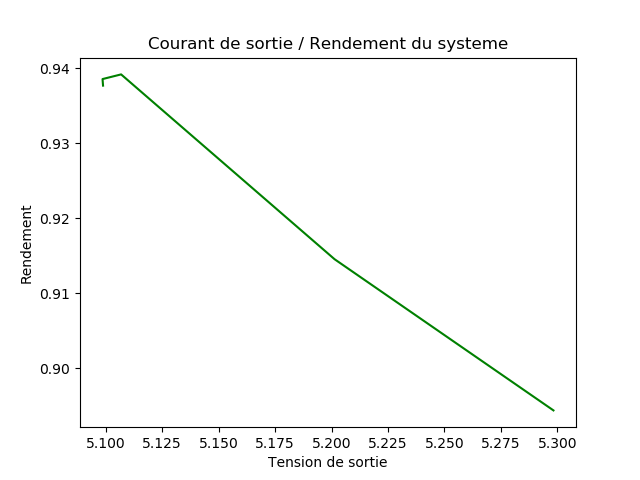 Courant de sortie / Rendement du systeme
0.94
0.93
0.92
0.91
0.90
Rendement
5.100 5.125 5.150 5.175 5.200 5.225 5.250 5.275 5.300
Tension de sortie